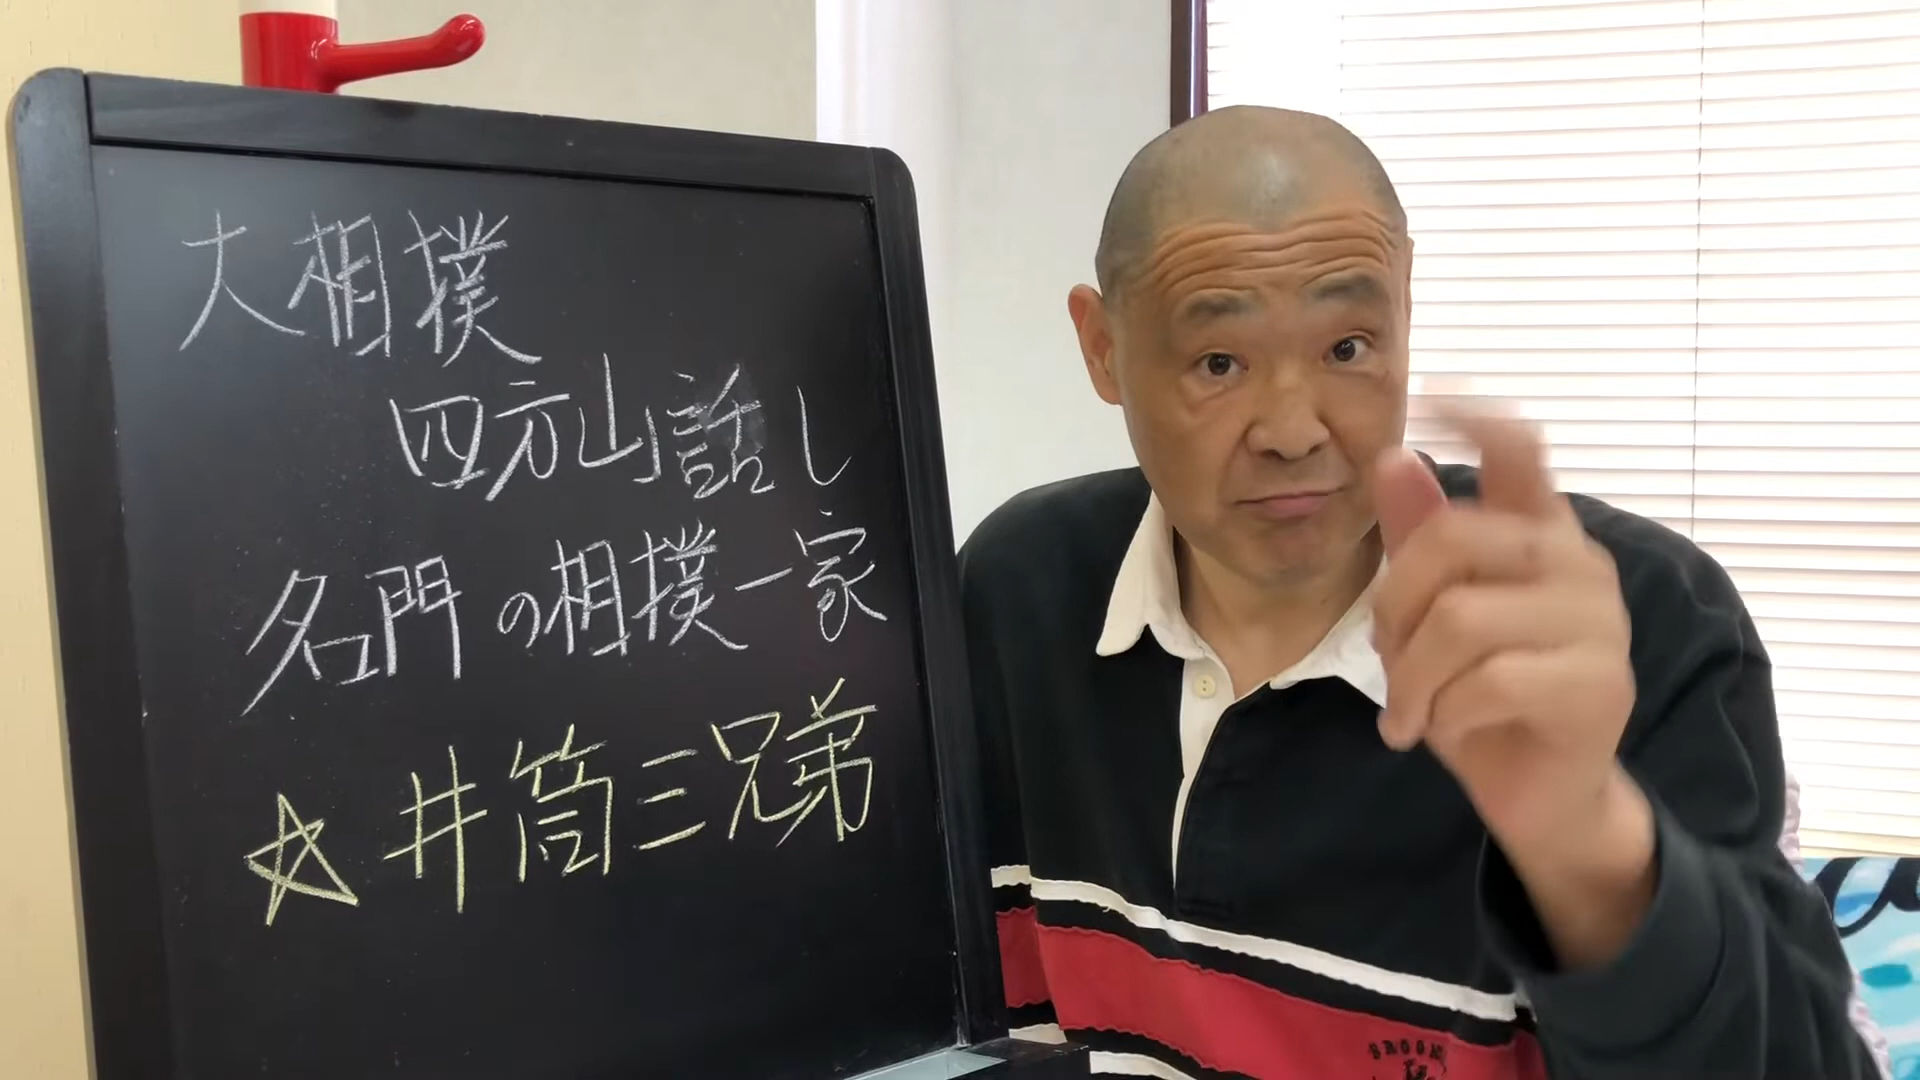 大相撲
四方山話し
名門の相撲一家
☆井筒三兄弟